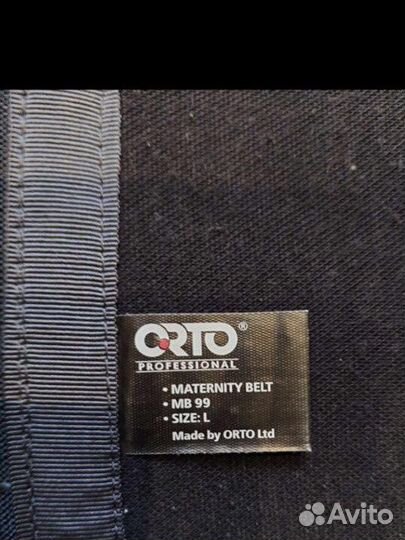 ORTO®
PROFESSIONAL
• MATERNITY BELT
• MB 99
• SIZE: L
Made by ORTO Ltd
Avito